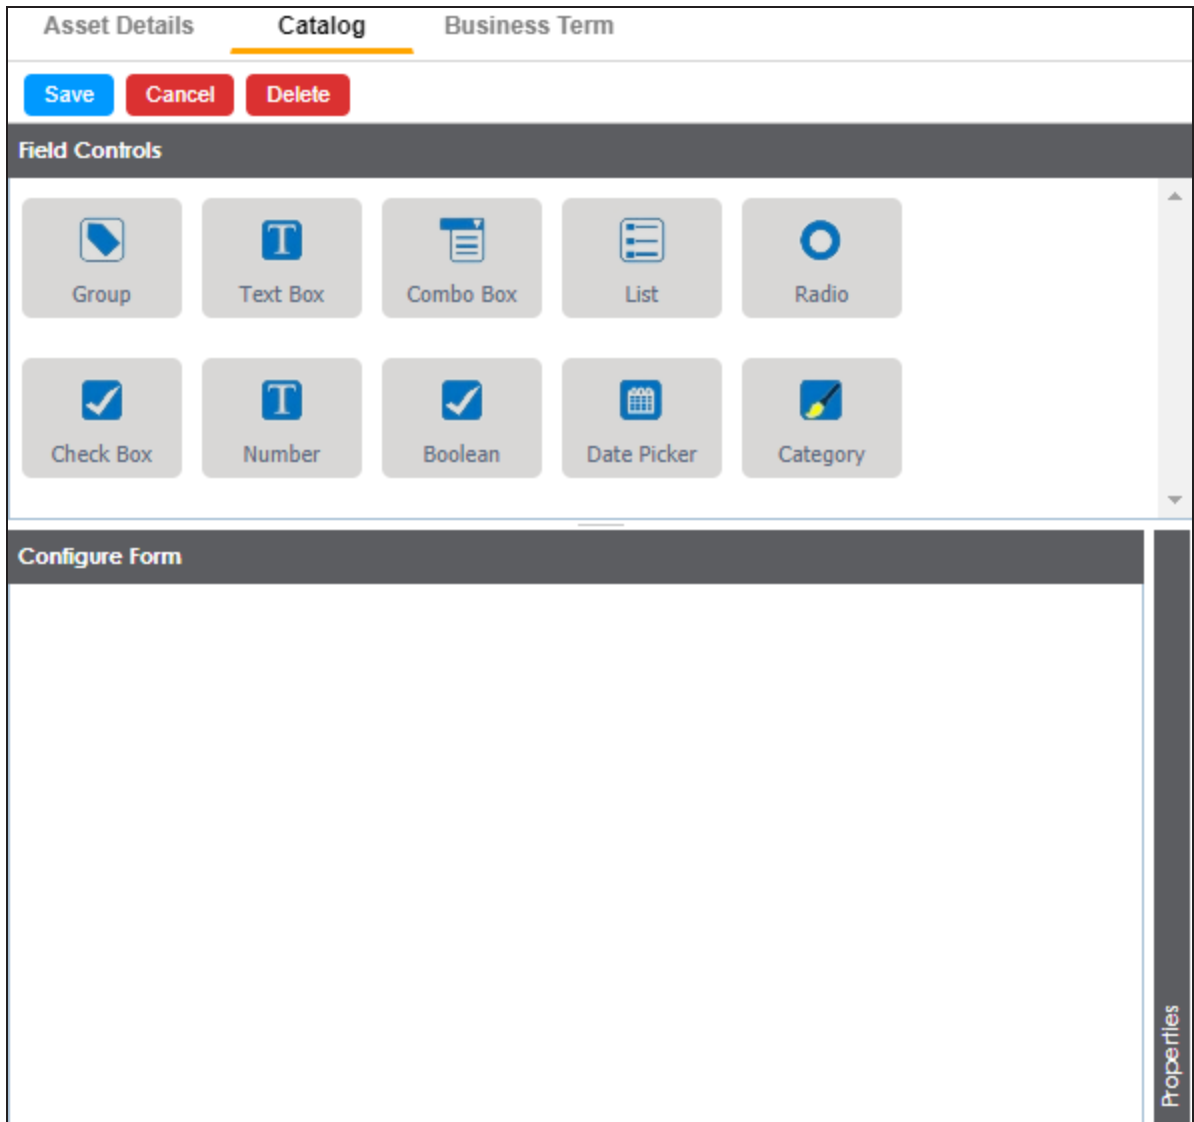 Asset Details Catalog Business Term
Save Cancel Delete
Field Controls
Group Text Box Combo Box List Radio
Check Box Number Boolean Date Picker Category
Configure Form
Properties